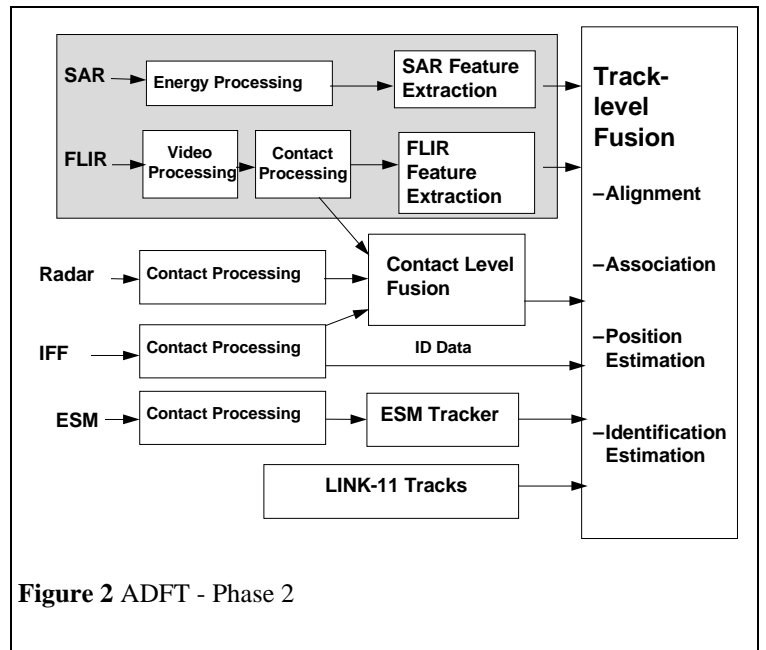 SAR
Energy Processing
SAR Feature
Extraction
FLIR
Video
Processing
Contact
Processing
FLIR
Feature
Extraction
Radar
Contact Processing
Contact Level
Fusion
IFF
Contact Processing
ID Data
ESM
Contact Processing
ESM Tracker
LINK-11 Tracks
Track-
level
Fusion
–Alignment
–Association
–Position
Estimation
–Identification
Estimation
Figure 2 ADFT - Phase 2